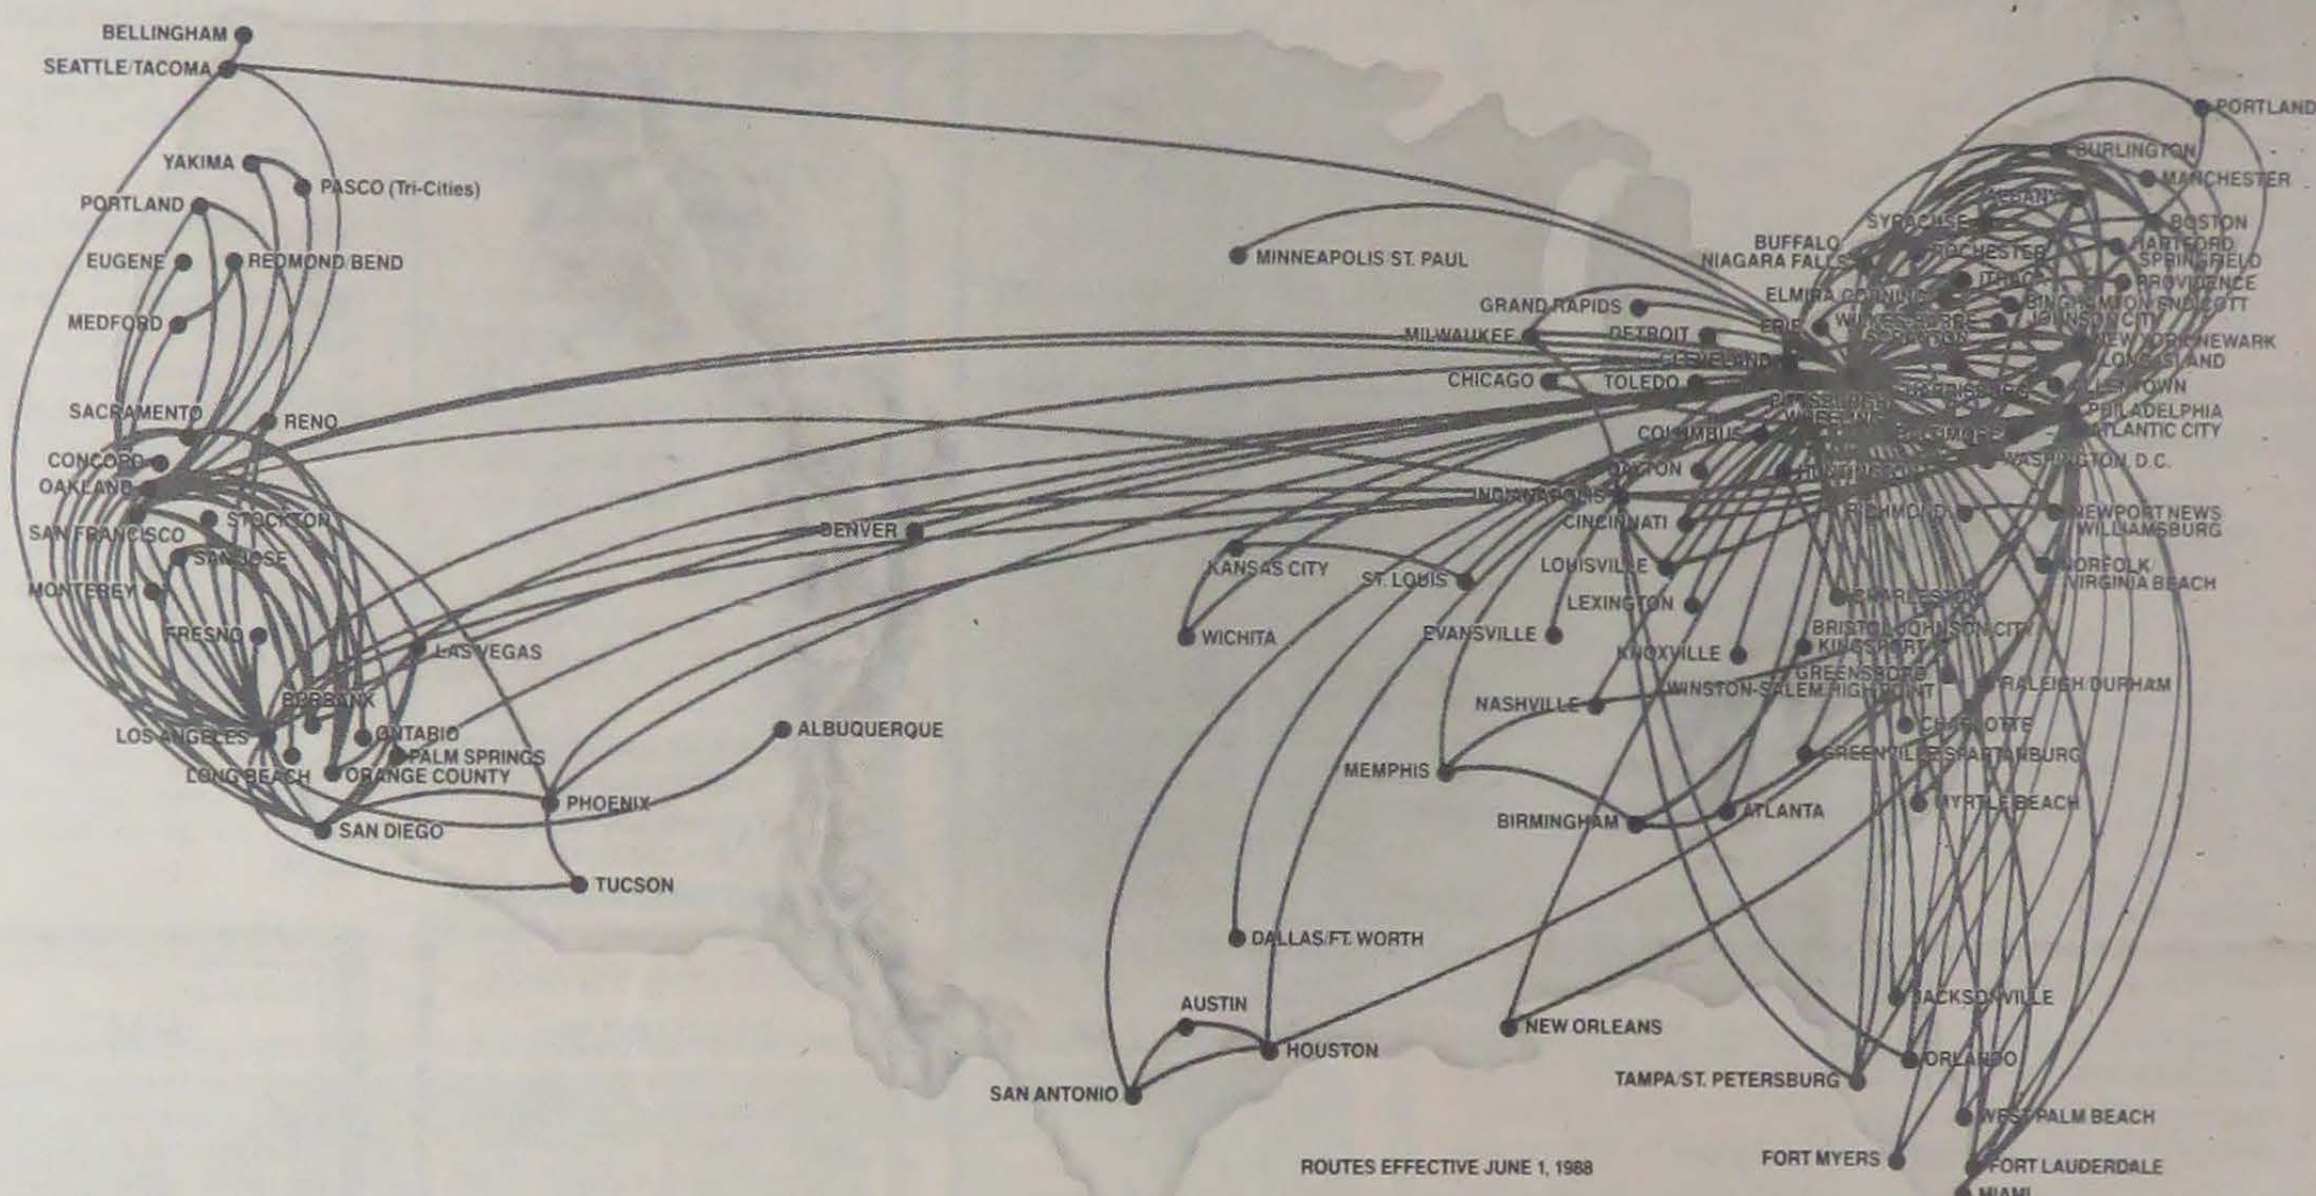 BELLINGHAM
SEATTLE/TACOMA
PORTLAND
BURLINGTON
YAKIMA
PASCO (Tri-Cities)
MANCHESTER
ALBANY
PORTLAND
SYRACUSE
BOSTON
BUFFALO
NIAGARA FALLS
ROCHESTER
HARTFORD
SPRINGFIELD
EUGENE
REDMOND/BEND
MINNEAPOLIS ST. PAUL
ITHACA
PROVIDENCE
ELMIRA CORNING
BINGHAMTON/ENDICOTT
JOHNSON CITY
GRAND RAPIDS
MEDFORD
ERIE
MILWAUKEE
DETROIT
SCRANTON
NEW YORK/NEWARK
LONG ISLAND
CLEVELAND
CHICAGO
TOLEDO
HARRISBURG
ALLENTOWN
PITTSBURGH
WHEELING
SACRAMENTO
RENO
PHILADELPHIA
ATLANTIC CITY
COLUMBUS
BALTIMORE
CONCORD
WASHINGTON, D.C.
DAYTON
HUNTINGTON
OAKLAND
INDIANAPOLIS
STOCKTON
SAN FRANCISCO
DENVER
CINCINNATI
RICHMOND
NEWPORT NEWS
WILLIAMSBURG
SAN JOSE
KANSAS CITY
ST. LOUIS
LOUISVILLE
NORFOLK
VIRGINIA BEACH
MONTEREY
LEXINGTON
CHARLESTON
FRESNO
WICHITA
EVANSVILLE
BRISTOL/JOHNSON CITY
KINGSPORT
LAS VEGAS
KNOXVILLE
GREENSBORO
WINSTON-SALEM/HIGH POINT
RALEIGH/DURHAM
BURBANK
NASHVILLE
CHARLOTTE
LOS ANGELES
ONTARIO
ALBUQUERQUE
PALM SPRINGS
GREENVILLE/SPARTANBURG
LONG BEACH
ORANGE COUNTY
MEMPHIS
PHOENIX
MYRTLE BEACH
BIRMINGHAM
ATLANTA
SAN DIEGO
TUCSON
DALLAS/FT. WORTH
AUSTIN
JACKSONVILLE
NEW ORLEANS
HOUSTON
ORLANDO
TAMPA/ST. PETERSBURG
SAN ANTONIO
WEST PALM BEACH
ROUTES EFFECTIVE JUNE 1, 1988
FORT MYERS
FORT LAUDERDALE
MIAMI